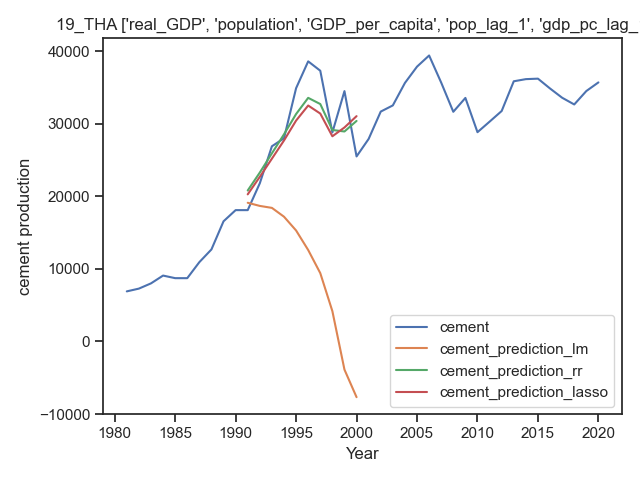 19_THA ['real_GDP', 'population', 'GDP_per_capita', 'pop_lag_1', 'gdp_pc_lag_
40000
30000
20000
10000
0
−10000
cement production
1980 1985 1990 1995 2000 2005 2010 2015 2020
Year
cement
cement_prediction_lm
cement_prediction_rr
cement_prediction_lasso